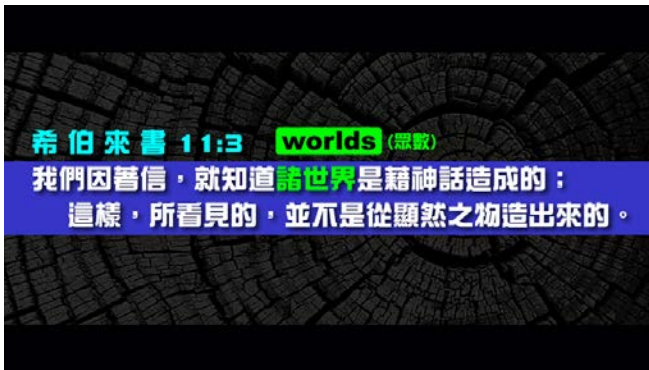 希伯來書 11:3 worlds (眾數)
我們因著信，就知道諸世界是藉神話造成的；
這樣，所看見的，並不是從顯然之物造出來的。